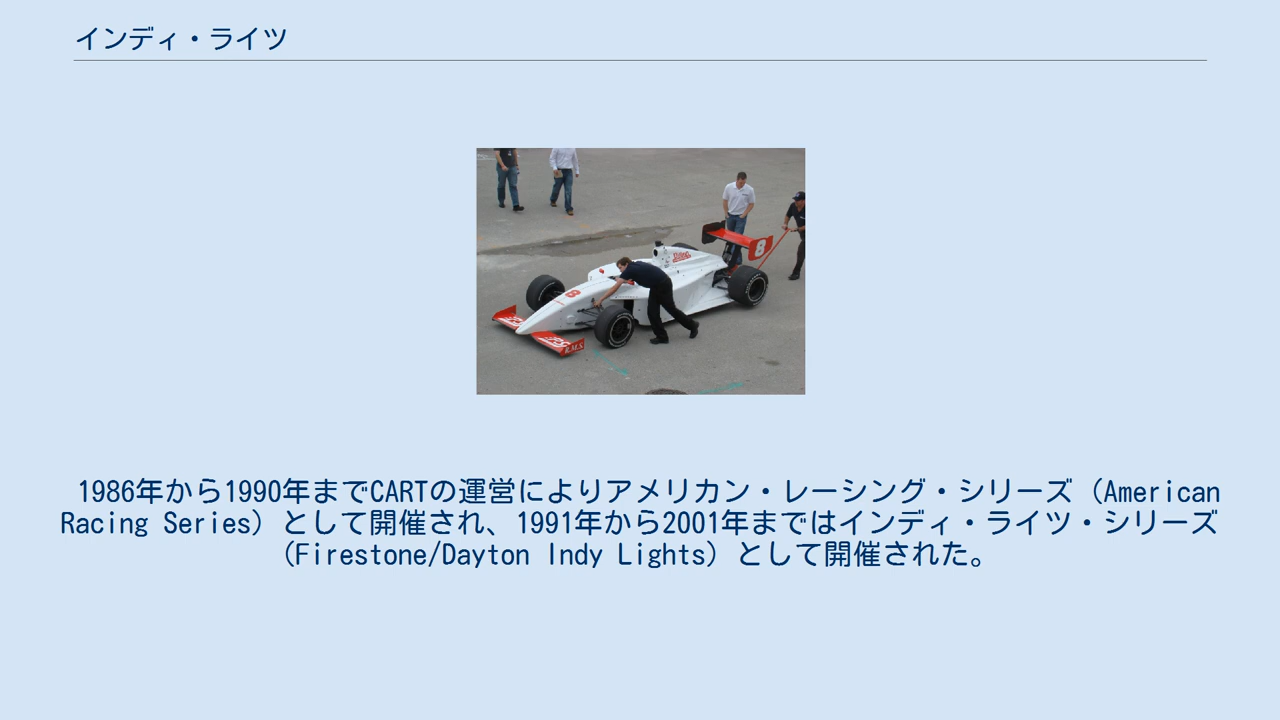 インディ・ライツ
8
8
R.M.S.
1986年から1990年までCARTの運営によりアメリカン・レーシング・シリーズ（American
Racing Series）として開催され、1991年から2001年まではインディ・ライツ・シリーズ
（Firestone/Dayton Indy Lights）として開催された。